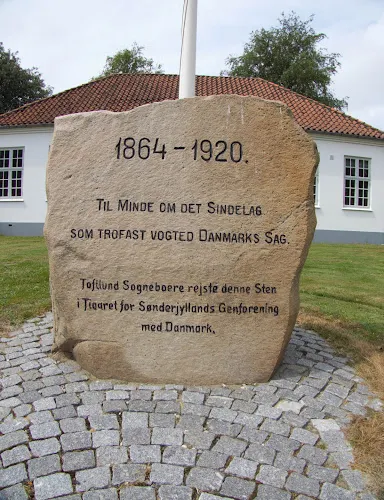 1864-1920.
TIL MINDE OM DET SINDELAG
SOM TROFAST VOGTED DANMARKS SAG.
Toftlund Sogneboere rejste denne Sten
i Tiaaret for Sønderjyllands Genforening
med Danmark.